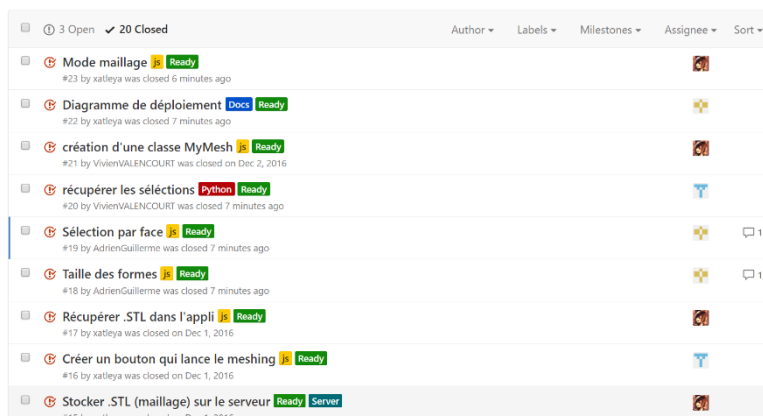 3 Open 20 Closed Author Labels Milestones Assignee Sort
Mode maillage js Ready
#23 by xatleya was closed 6 minutes ago
Diagramme de déploiement Docs Ready
#22 by xatleya was closed 7 minutes ago
création d'une classe MyMesh js Ready
#21 by VivienVALENCOURT was closed on Dec 2, 2016
récupérer les séléctions Python Ready
#20 by VivienVALENCOURT was closed 7 minutes ago
Sélection par face js Ready 1
#19 by AdrienGuillerme was closed 7 minutes ago
Taille des formes js Ready 1
#18 by AdrienGuillerme was closed 7 minutes ago
Récupérer .STL dans l'appli js Ready
#17 by xatleya was closed on Dec 1, 2016
Créer un bouton qui lance le meshing js Ready
#16 by xatleya was closed on Dec 1, 2016
Stocker .STL (maillage) sur le serveur Ready Server